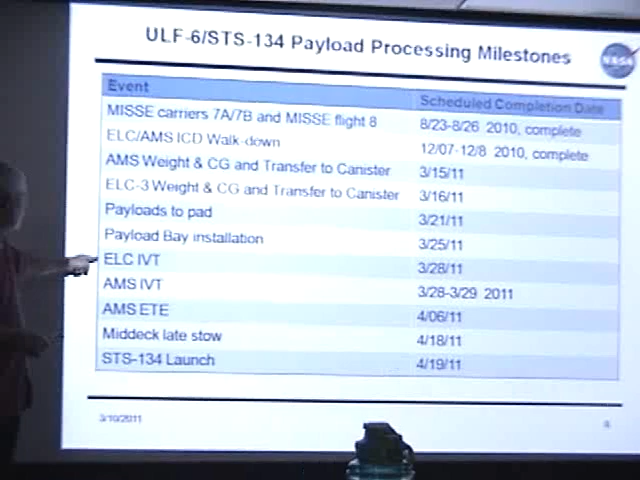 ULF-6/STS-134 Payload Processing Milestones
NASA
Event Scheduled Completion Date
MISSE carriers 7A/7B and MISSE flight 8 8/23-8/26 2010, complete
ELC/AMS ICD Walk-down 12/07-12/8 2010, complete
AMS Weight & CG and Transfer to Canister 3/15/11
ELC-3 Weight & CG and Transfer to Canister 3/16/11
Payloads to pad 3/21/11
Payload Bay installation 3/25/11
ELC IVT 3/28/11
AMS IVT 3/28-3/29 2011
AMS ETE 4/06/11
Middeck late stow 4/18/11
STS-134 Launch 4/19/11
3/10/2011